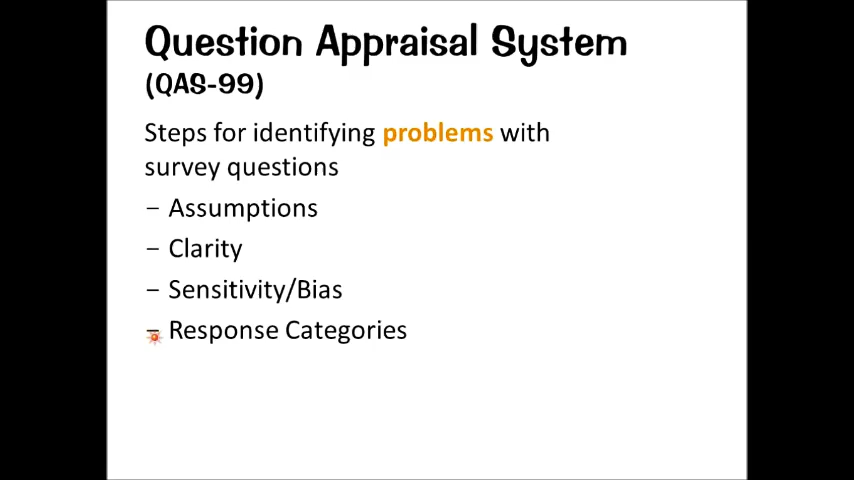 Question Appraisal System
(QAS-99)
Steps for identifying problems with
survey questions
– Assumptions
– Clarity
– Sensitivity/Bias
– Response Categories